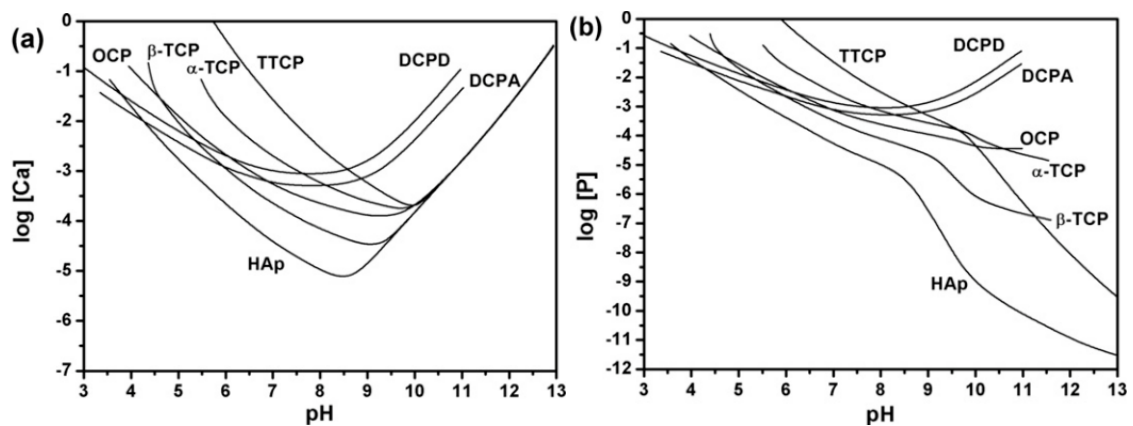 (a)
log [Ca]
0
-1
-2
-3
-4
-5
-6
-7
OCP
β-TCP
α-TCP
TTCP
DCPD
DCPA
HAp
3 4 5 6 7 8 9 10 11 12 13
pH
(b)
log [P]
0
-1
-2
-3
-4
-5
-6
-7
-8
-9
-10
-11
-12
TTCP
DCPD
DCPA
OCP
α-TCP
β-TCP
HAp
3 4 5 6 7 8 9 10 11 12 13
pH